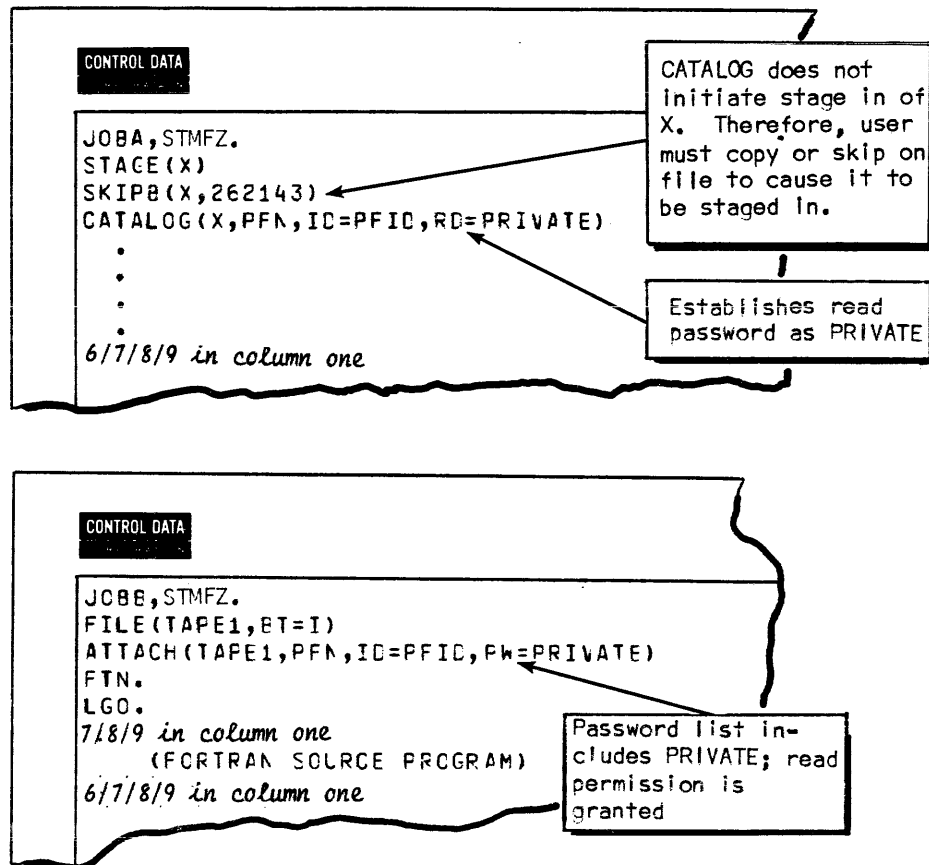 CONTROL DATA
JOBA,STMFZ.
STAGE(X)
SKIPB(X,262143)
CATALOG(X,PFN,ID=PFID,RD=PRIVATE)
.
.
.
.
6/7/8/9 in column one
CATALOG does not
initiate stage in of
X. Therefore, user
must copy or skip on
file to cause it to
be staged in.
Establishes read
password as PRIVATE
CONTROL DATA
JOBB,STMFZ.
FILE(TAPE1,BT=I)
ATTACH(TAPE1,PFN,ID=PFID,PW=PRIVATE)
FTN.
LGO.
7/8/9 in column one
(FORTRAN SOURCE PROGRAM)
6/7/8/9 in column one
Password list in-
cludes PRIVATE; read
permission is
granted